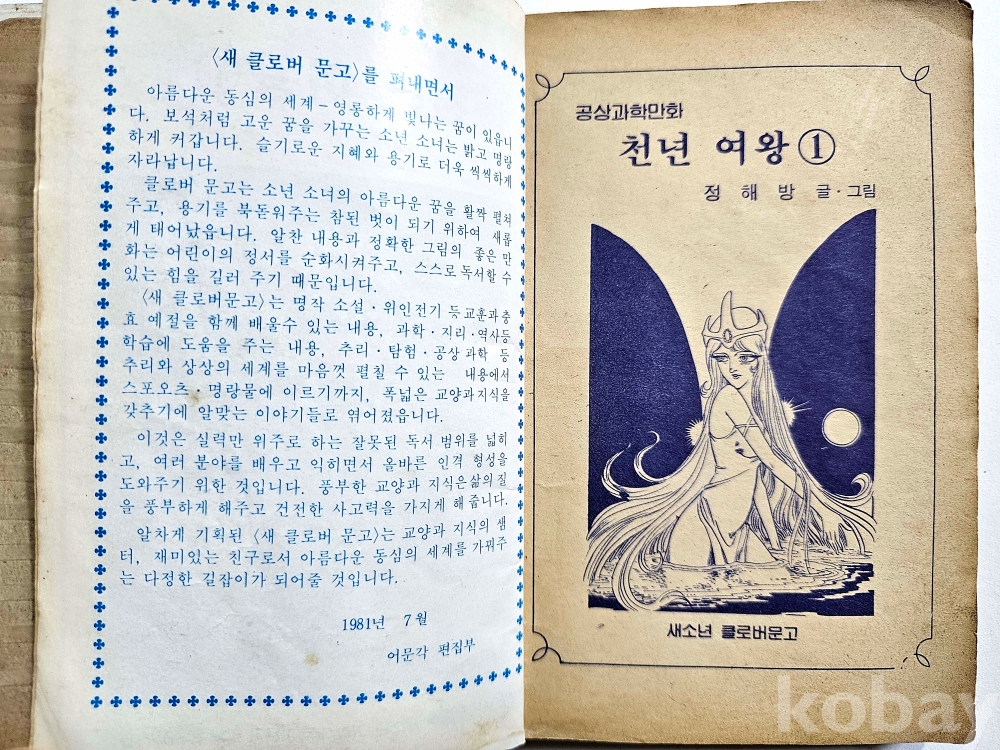 〈새 클로버 문고〉를 펴내면서
아름다운 동심의 세계－영롱하게 빛나는 꿈이 있읍니
다. 보석처럼 고운 꿈을 가꾸는 소년 소녀는 밝고 명랑
하게 커갑니다. 슬기로운 지혜와 용기로 더욱 씩씩하게
자라납니다.
클로버 문고는 소년 소녀의 아름다운 꿈을 활짝 펼쳐
주고, 용기를 북돋워주는 참된 벗이 되기 위하여 새롭
게 태어났읍니다. 알찬 내용과 정확한 그림의 좋은 만
화는 어린이의 정서를 순화시켜주고, 스스로 독서할 수
있는 힘을 길러 주기 때문입니다.
〈새 클로버문고〉는 명작 소설·위인전기 등 교훈과 충
효 예절을 함께 배울수 있는 내용, 과학·지리·역사등
학습에 도움을 주는 내용, 추리·탐험·공상 과학 등
추리와 상상의 세계를 마음껏 펼칠 수 있는 내용에서
스포오츠·명랑물에 이르기까지, 폭넓은 교양과 지식을
갖추기에 알맞는 이야기들로 엮어졌읍니다.
이것은 실력만 위주로 하는 잘못된 독서 범위를 넓히
고, 여러 분야를 배우고 익히면서 올바른 인격 형성을
도와주기 위한 것입니다. 풍부한 교양과 지식은 삶의 질
을 풍부하게 해주고 건전한 사고력을 가지게 해 줍니다.
알차게 기획된 〈새 클로버 문고〉는 교양과 지식의 샘
터, 재미있는 친구로서 아름다운 동심의 세계를 가꿔주
는 다정한 길잡이가 되어줄 것입니다.
1981년 7월
어문각 편집부
공상과학만화
천년 여왕①
정해방 글·그림
새소년 클로버문고
kobay